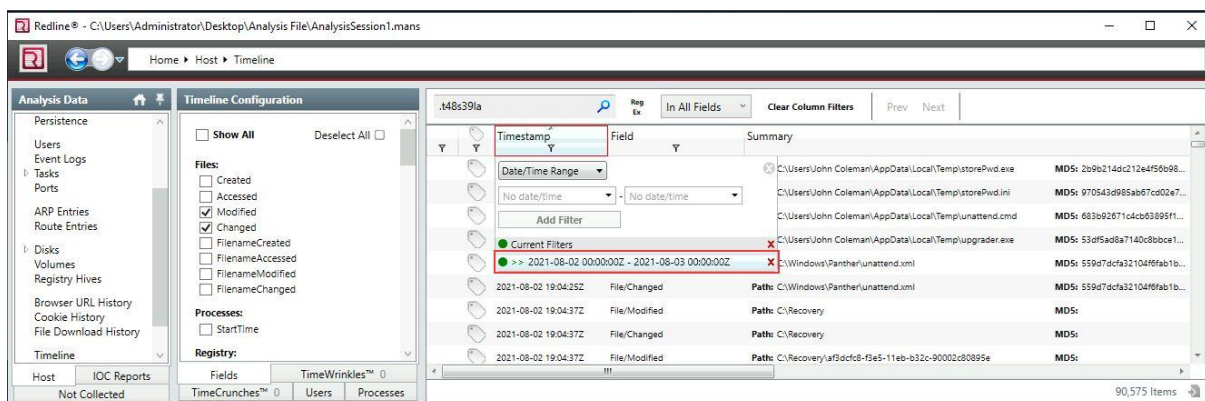 Redline® - C:\Users\Administrator\Desktop\Analysis File\AnalysisSession1.mans
Home ▸ Host ▸ Timeline
Analysis Data
Persistence
Users
Event Logs
Tasks
Ports
ARP Entries
Route Entries
Disks
Volumes
Registry Hives
Browser URL History
Cookie History
File Download History
Timeline
Host
IOC Reports
Not Collected
Timeline Configuration
Show All
Deselect All
Files:
Created
Accessed
Modified
Changed
FilenameCreated
FilenameAccessed
FilenameModified
FilenameChanged
Processes:
StartTime
Registry:
Fields
TimeWrinkles™ 0
TimeCrunches™ 0
Users
Processes
.t48s39la
Reg Ex
In All Fields
Clear Column Filters
Prev
Next
Timestamp
Field
Summary
Date/Time Range
No date/time - No date/time
Add Filter
Current Filters
>> 2021-08-02 00:00:00Z - 2021-08-03 00:00:00Z
C:\Users\John Coleman\AppData\Local\Temp\storePwd.exe MD5: 2b9b214dc212e4f56b98...
C:\Users\John Coleman\AppData\Local\Temp\storePwd.ini MD5: 970543d985ab67cd02e7...
C:\Users\John Coleman\AppData\Local\Temp\unattend.cmd MD5: 683b92671c4cb63895f1...
C:\Users\John Coleman\AppData\Local\Temp\upgrader.exe MD5: 53df5ad8a7140c8bbce1...
C:\Windows\Panther\unattend.xml MD5: 559d7dcfa32104f6fab1b...
2021-08-02 19:04:25Z File/Changed Path: C:\Windows\Panther\unattend.xml MD5: 559d7dcfa32104f6fab1b...
2021-08-02 19:04:37Z File/Modified Path: C:\Recovery MD5:
2021-08-02 19:04:37Z File/Changed Path: C:\Recovery MD5:
2021-08-02 19:04:37Z File/Modified Path: C:\Recovery\af3dcfc8-f3e5-11eb-b32c-90002c80895e MD5:
90,575 Items